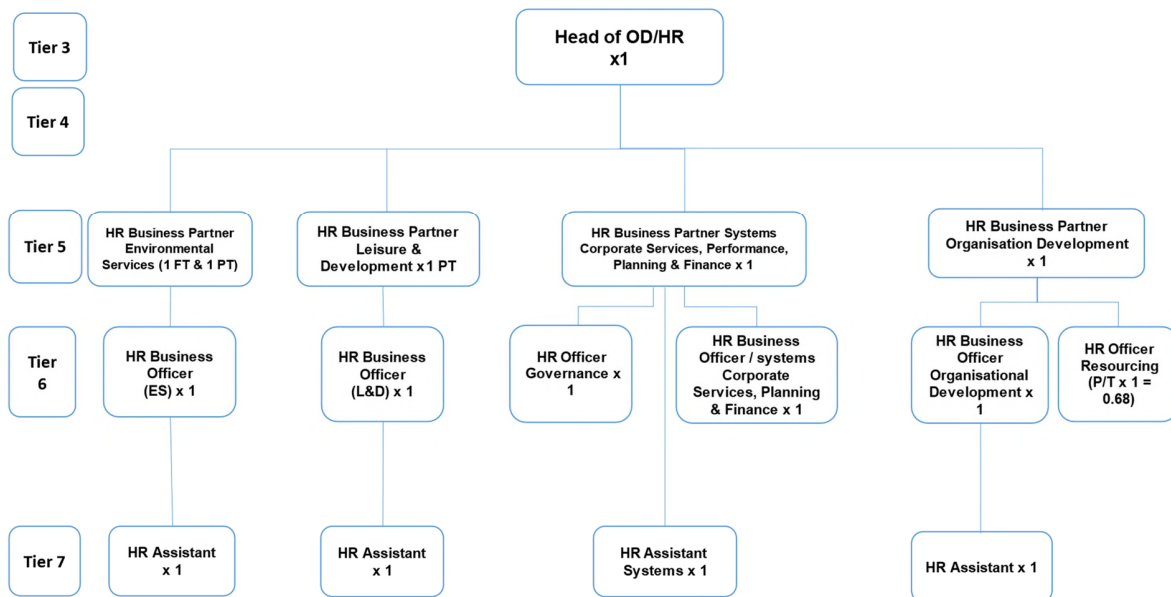 Tier 3
Head of OD/HR
x1
Tier 4
Tier 5
HR Business Partner
Environmental
Services (1 FT & 1 PT)
HR Business Partner
Leisure &
Development x1 PT
HR Business Partner Systems
Corporate Services, Performance,
Planning & Finance x 1
HR Business Partner
Organisation Development
x 1
Tier
6
HR Business
Officer
(ES) x 1
HR Business
Officer
(L&D) x 1
HR Officer
Governance x
1
HR Business
Officer / systems
Corporate
Services, Planning
& Finance x 1
HR Business
Officer
Organisational
Development x
1
HR Officer
Resourcing
(P/T x 1 =
0.68)
Tier 7
HR Assistant
x 1
HR Assistant
x 1
HR Assistant
Systems x 1
HR Assistant x 1